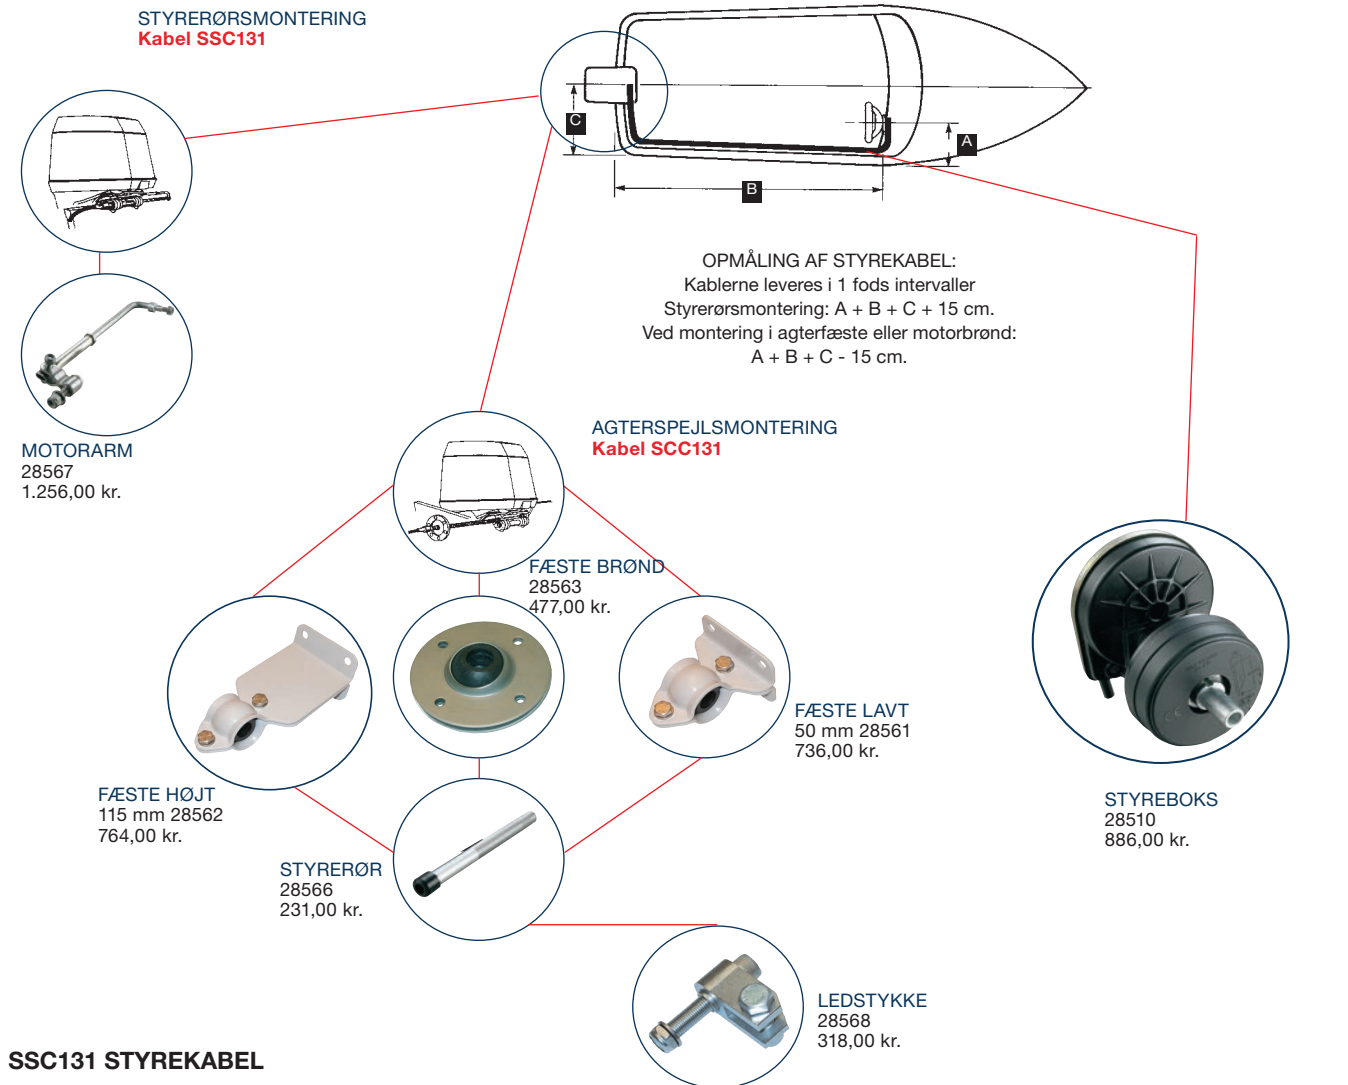 STYRERØRSMONTERING
Kabel SSC131
C
A
B
OPMÅLING AF STYREKABEL:
Kablerne leveres i 1 fods intervaller
Styrerørsmontering: A + B + C + 15 cm.
Ved montering i agterfæste eller motorbrønd:
A + B + C - 15 cm.
MOTORARM
28567
1.256,00 kr.
AGTERSPEJLSMONTERING
Kabel SCC131
FÆSTE BRØND
28563
477,00 kr.
FÆSTE LAVT
50 mm 28561
736,00 kr.
FÆSTE HØJT
115 mm 28562
764,00 kr.
STYREBOKS
28510
886,00 kr.
STYRERØR
28566
231,00 kr.
LEDSTYKKE
28568
318,00 kr.
SSC131 STYREKABEL